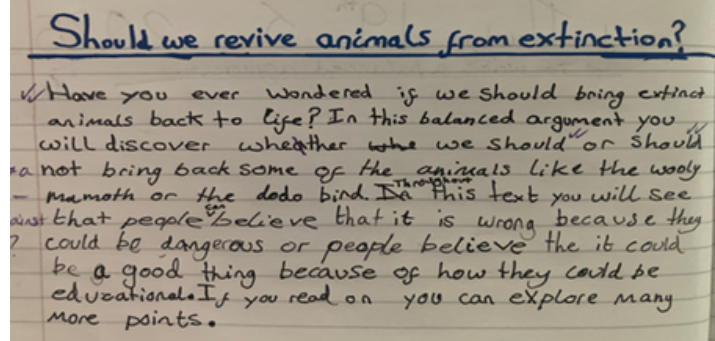 Should we revive animals from extinction?
Have you ever wondered if we should bring extinct
animals back to life? In this balanced argument you
will discover whether we should or should
not bring back some of the animals like the wooly
mamoth or the dodo bird. Throughout this text you will see
that people can believe that it is wrong because they
could be dangerous or people believe the it could
be a good thing because of how they could be
educational. If you read on you can explore many
more points.